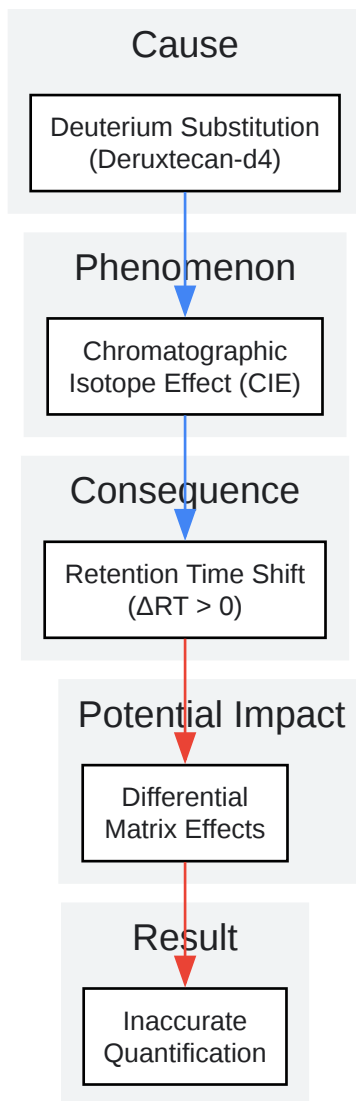 Cause
Deuterium Substitution
(Deruxtecan-d4)
Phenomenon
Chromatographic
Isotope Effect (CIE)
Consequence
Retention Time Shift
(ΔRT > 0)
Potential Impact
Differential
Matrix Effects
Result
Inaccurate
Quantification